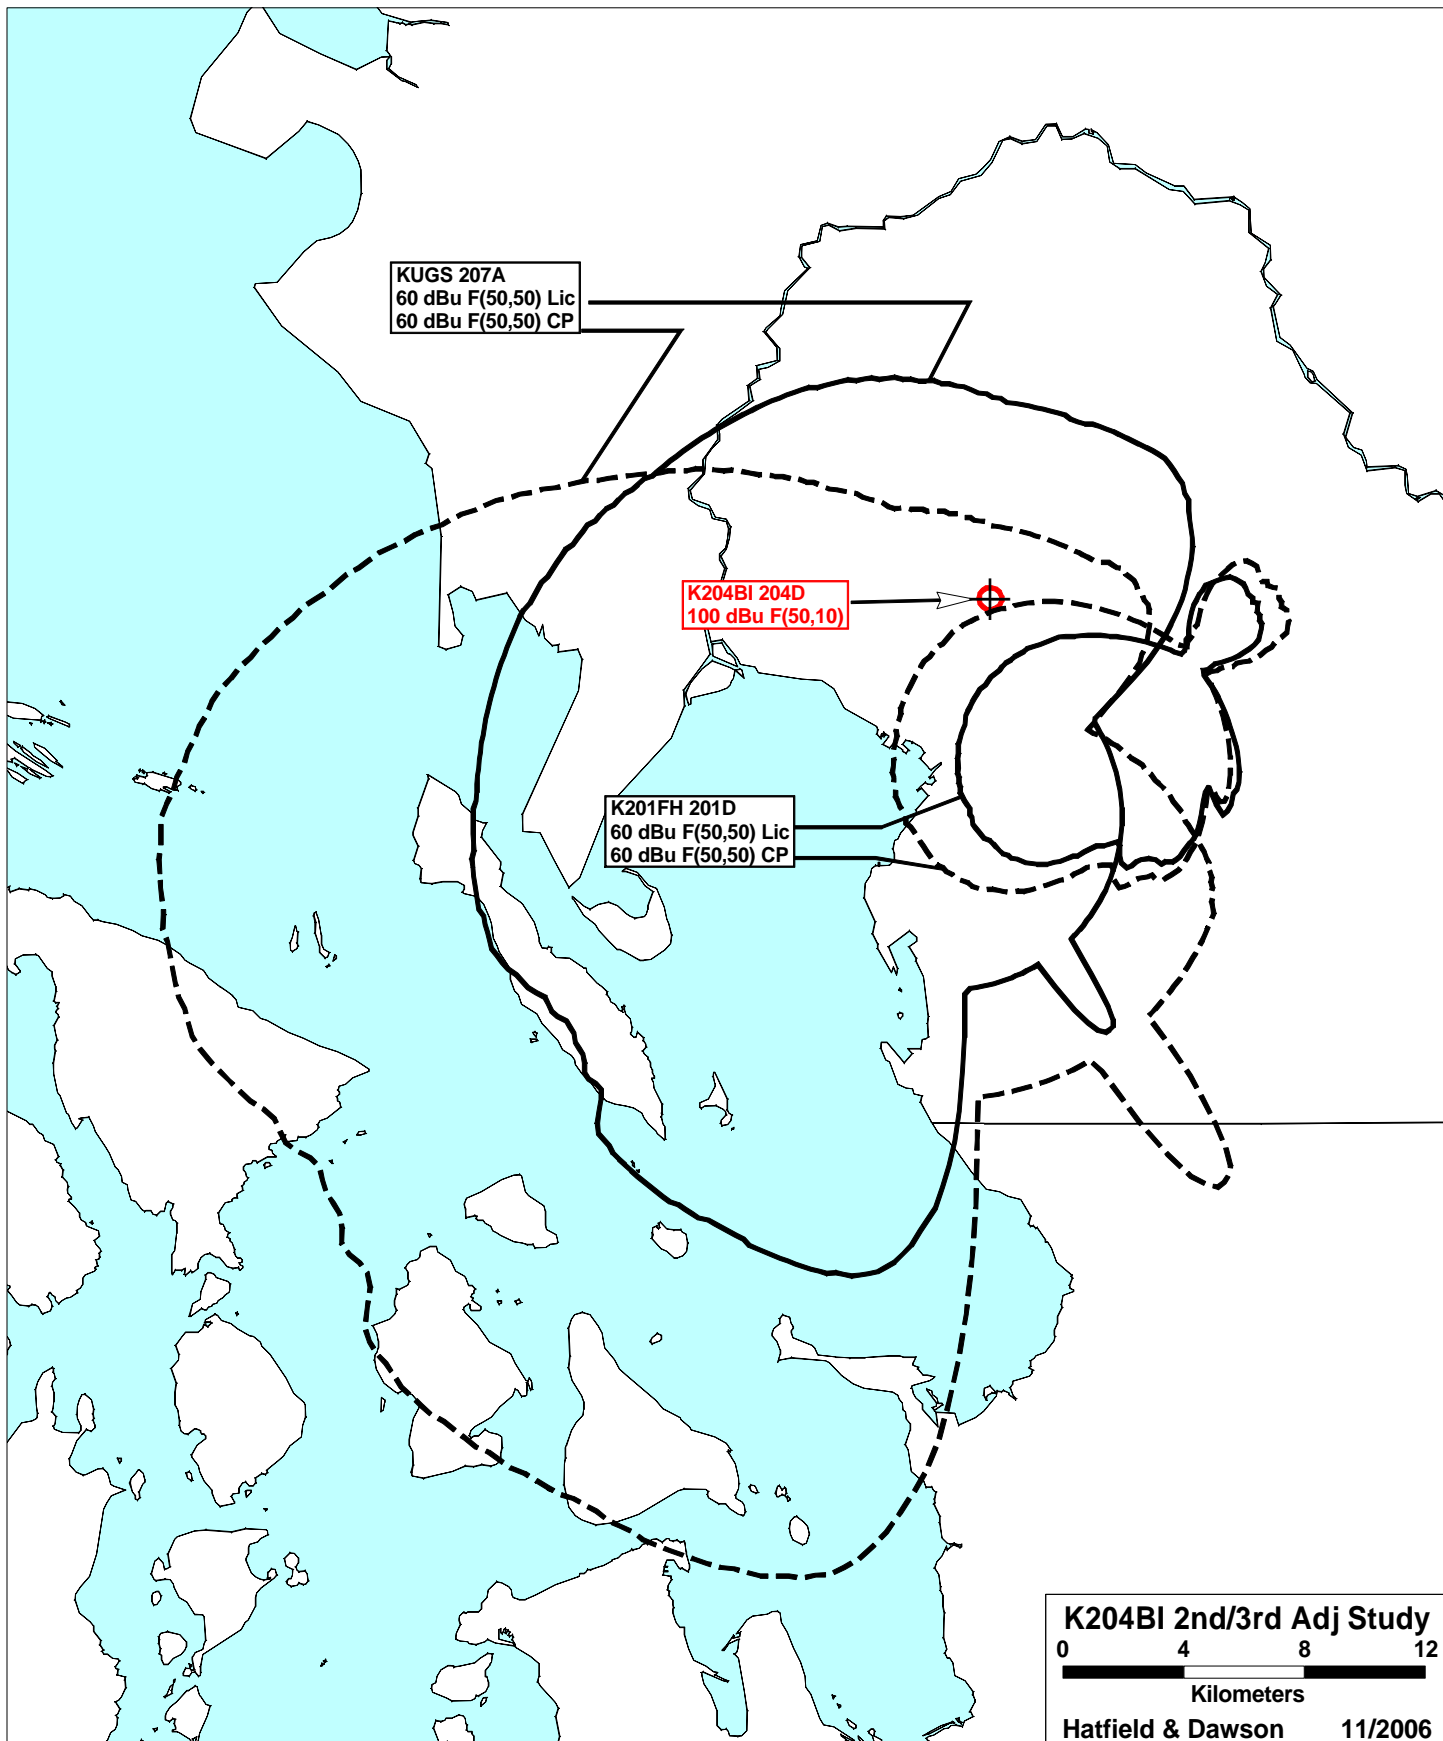 KUGS 207A
60 dBu F(50,50) Lic
60 dBu F(50,50) CP
K204BI 204D
100 dBu F(50,10)
K201FH 201D
60 dBu F(50,50) Lic
60 dBu F(50,50) CP
K204BI 2nd/3rd Adj Study
0 4 8 12
Kilometers
Hatfield & Dawson 11/2006